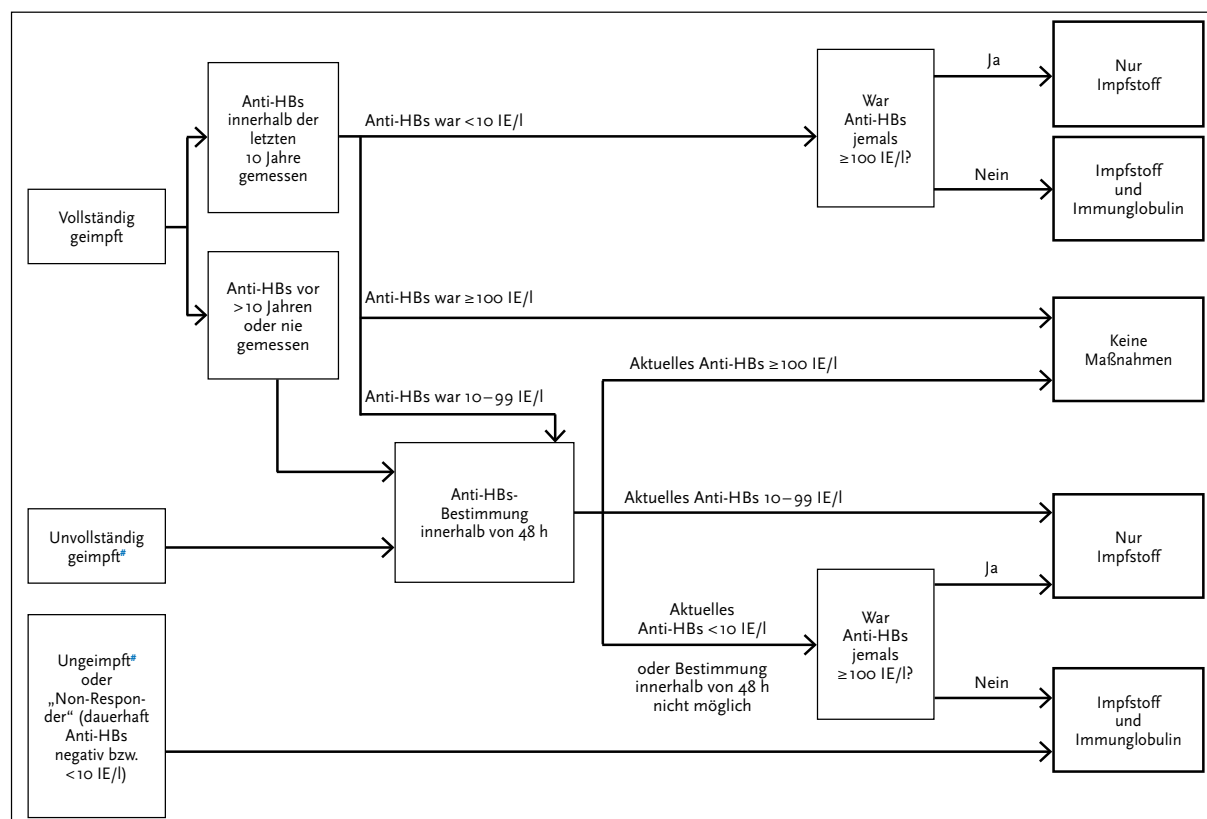 Vollständig
geimpft
Anti-HBs
innerhalb der
letzten
10 Jahre
gemessen
Anti-HBs vor
>10 Jahren
oder nie
gemessen
Anti-HBs war <10 IE/l
Anti-HBs war ≥100 IE/l
Anti-HBs war 10–99 IE/l
War
Anti-HBs
jemals
≥100 IE/l?
Ja
Nein
Nur
Impfstoff
Impfstoff
und
Immunglobulin
Keine
Maßnahmen
Unvollständig
geimpft#
Anti-HBs-
Bestimmung
innerhalb von 48 h
Aktuelles Anti-HBs ≥100 IE/l
Aktuelles Anti-HBs 10–99 IE/l
Aktuelles
Anti-HBs <10 IE/l
oder Bestimmung
innerhalb von 48 h
nicht möglich
War
Anti-HBs
jemals
≥100 IE/l?
Ja
Nein
Nur
Impfstoff
Ungeimpft#
oder
„Non-Respon-
der“ (dauerhaft
Anti-HBs
negativ bzw.
<10 IE/l)
Impfstoff
und
Immunglobulin